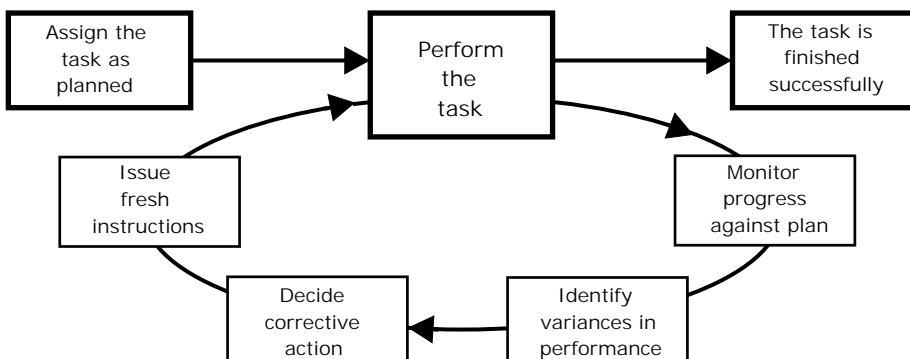 Assign the
task as
planned
Perform
the
task
The task is
finished
successfully
Issue
fresh
instructions
Monitor
progress
against plan
Decide
corrective
action
Identify
variances in
performance